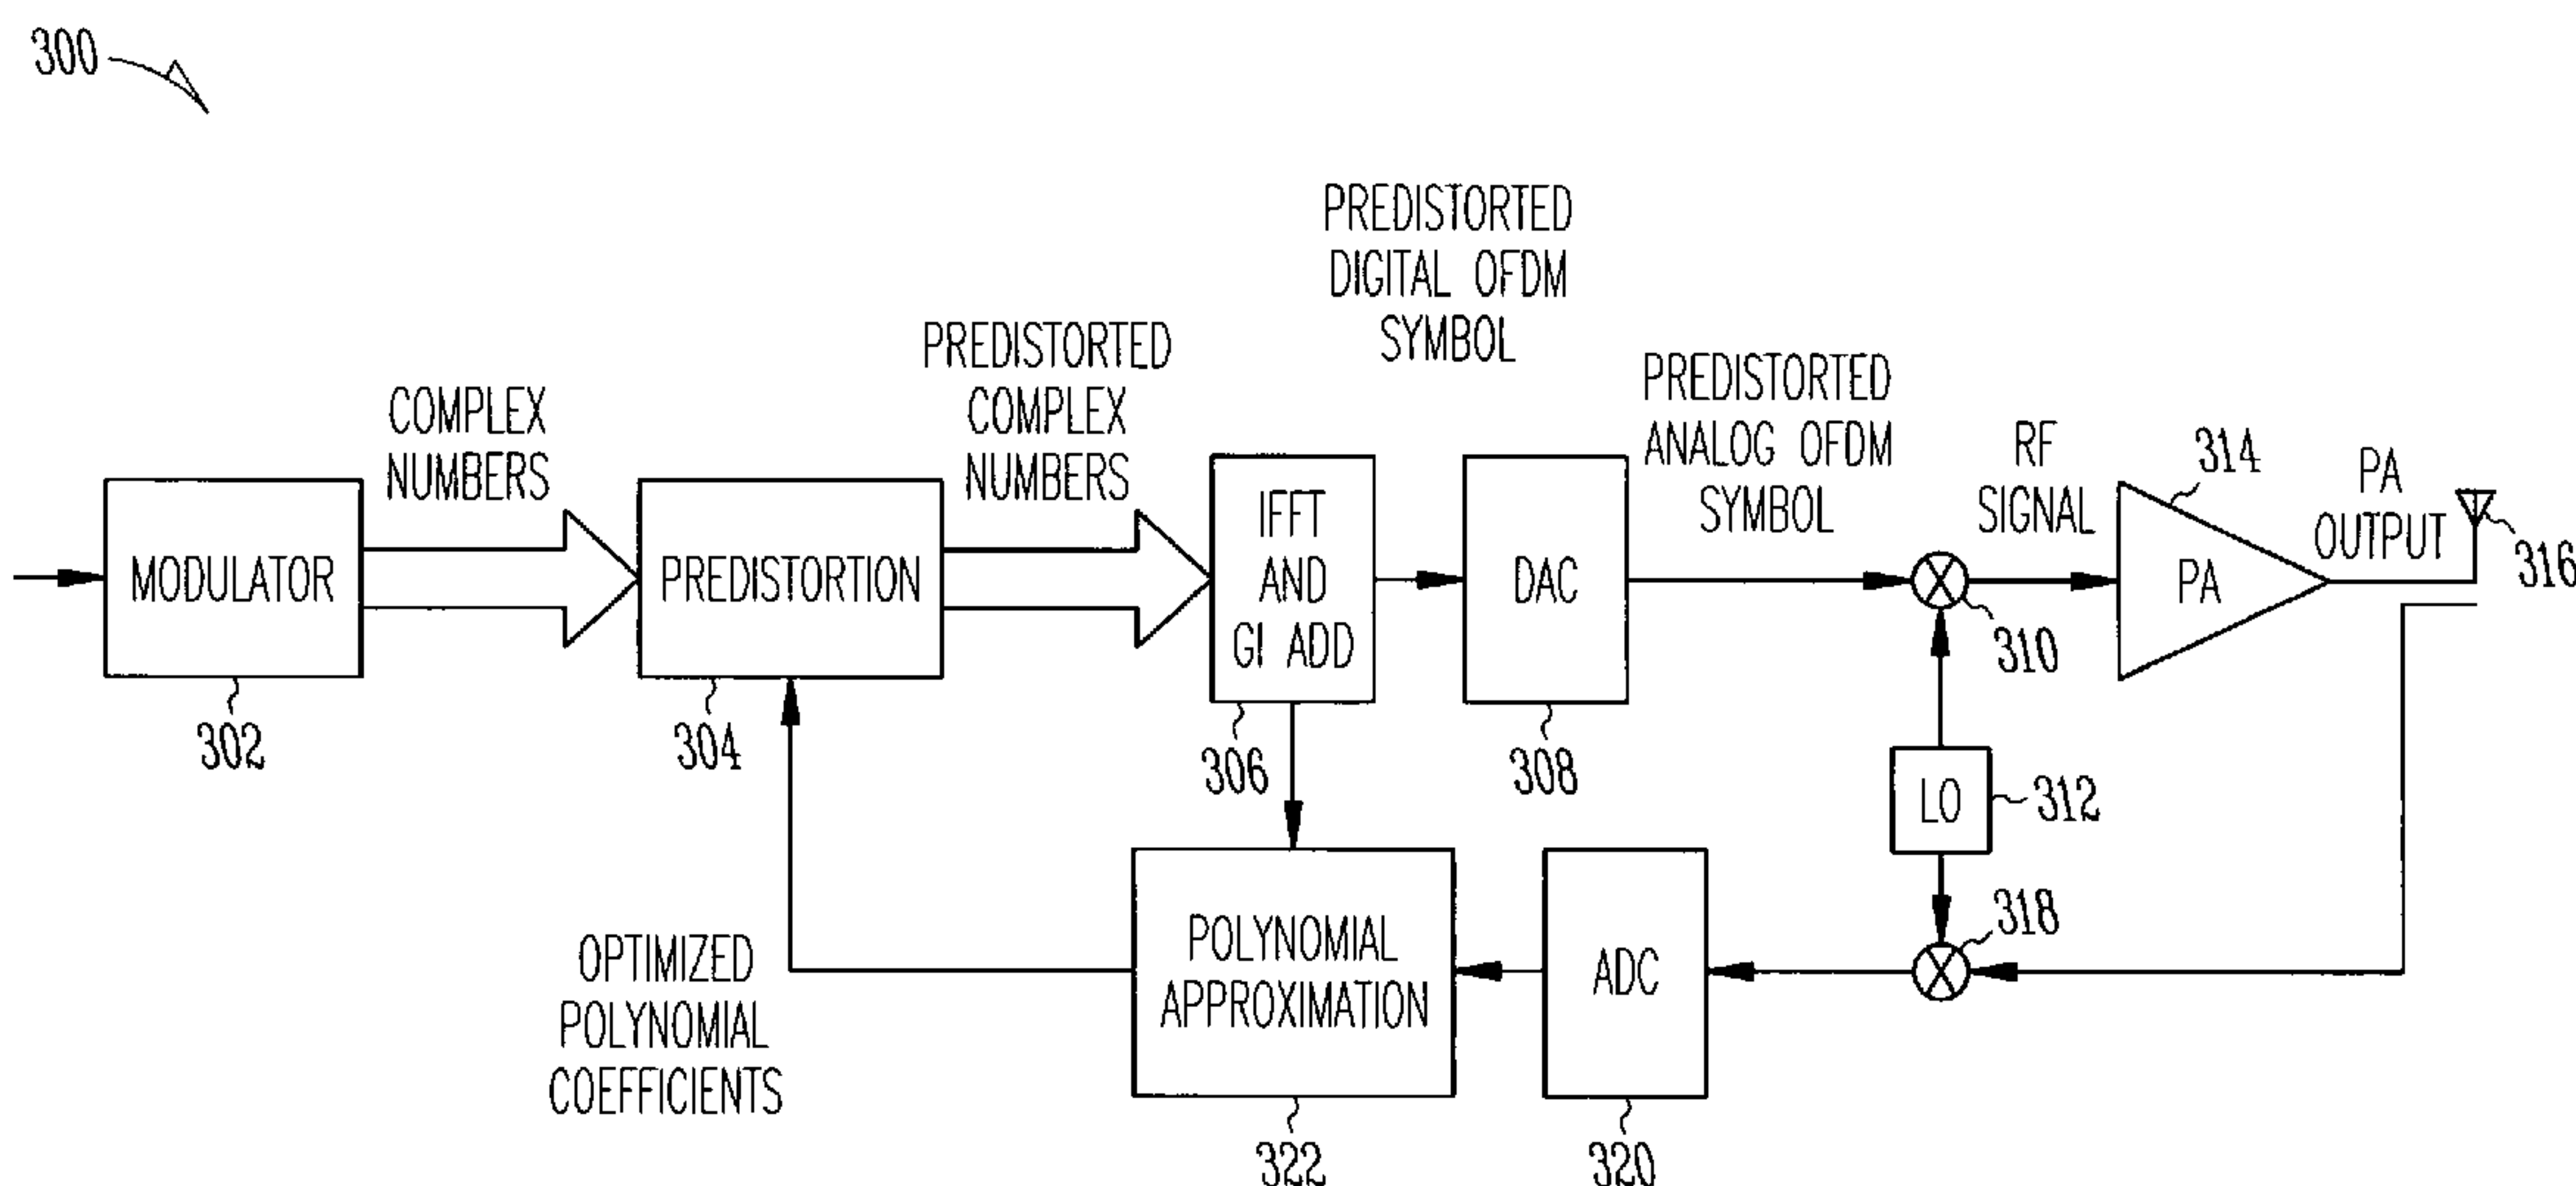 300
PREDISTORTED
DIGITAL OFDM
SYMBOL
COMPLEX
NUMBERS
PREDISTORTED
COMPLEX
NUMBERS
PREDISTORTED
ANALOG OFDM
SYMBOL
RF
SIGNAL
314
PA
OUTPUT
316
MODULATOR
302
PREDISTORTION
304
IFFT
AND
GI ADD
306
DAC
308
310
PA
LO
312
318
OPTIMIZED
POLYNOMIAL
COEFFICIENTS
POLYNOMIAL
APPROXIMATION
322
ADC
320